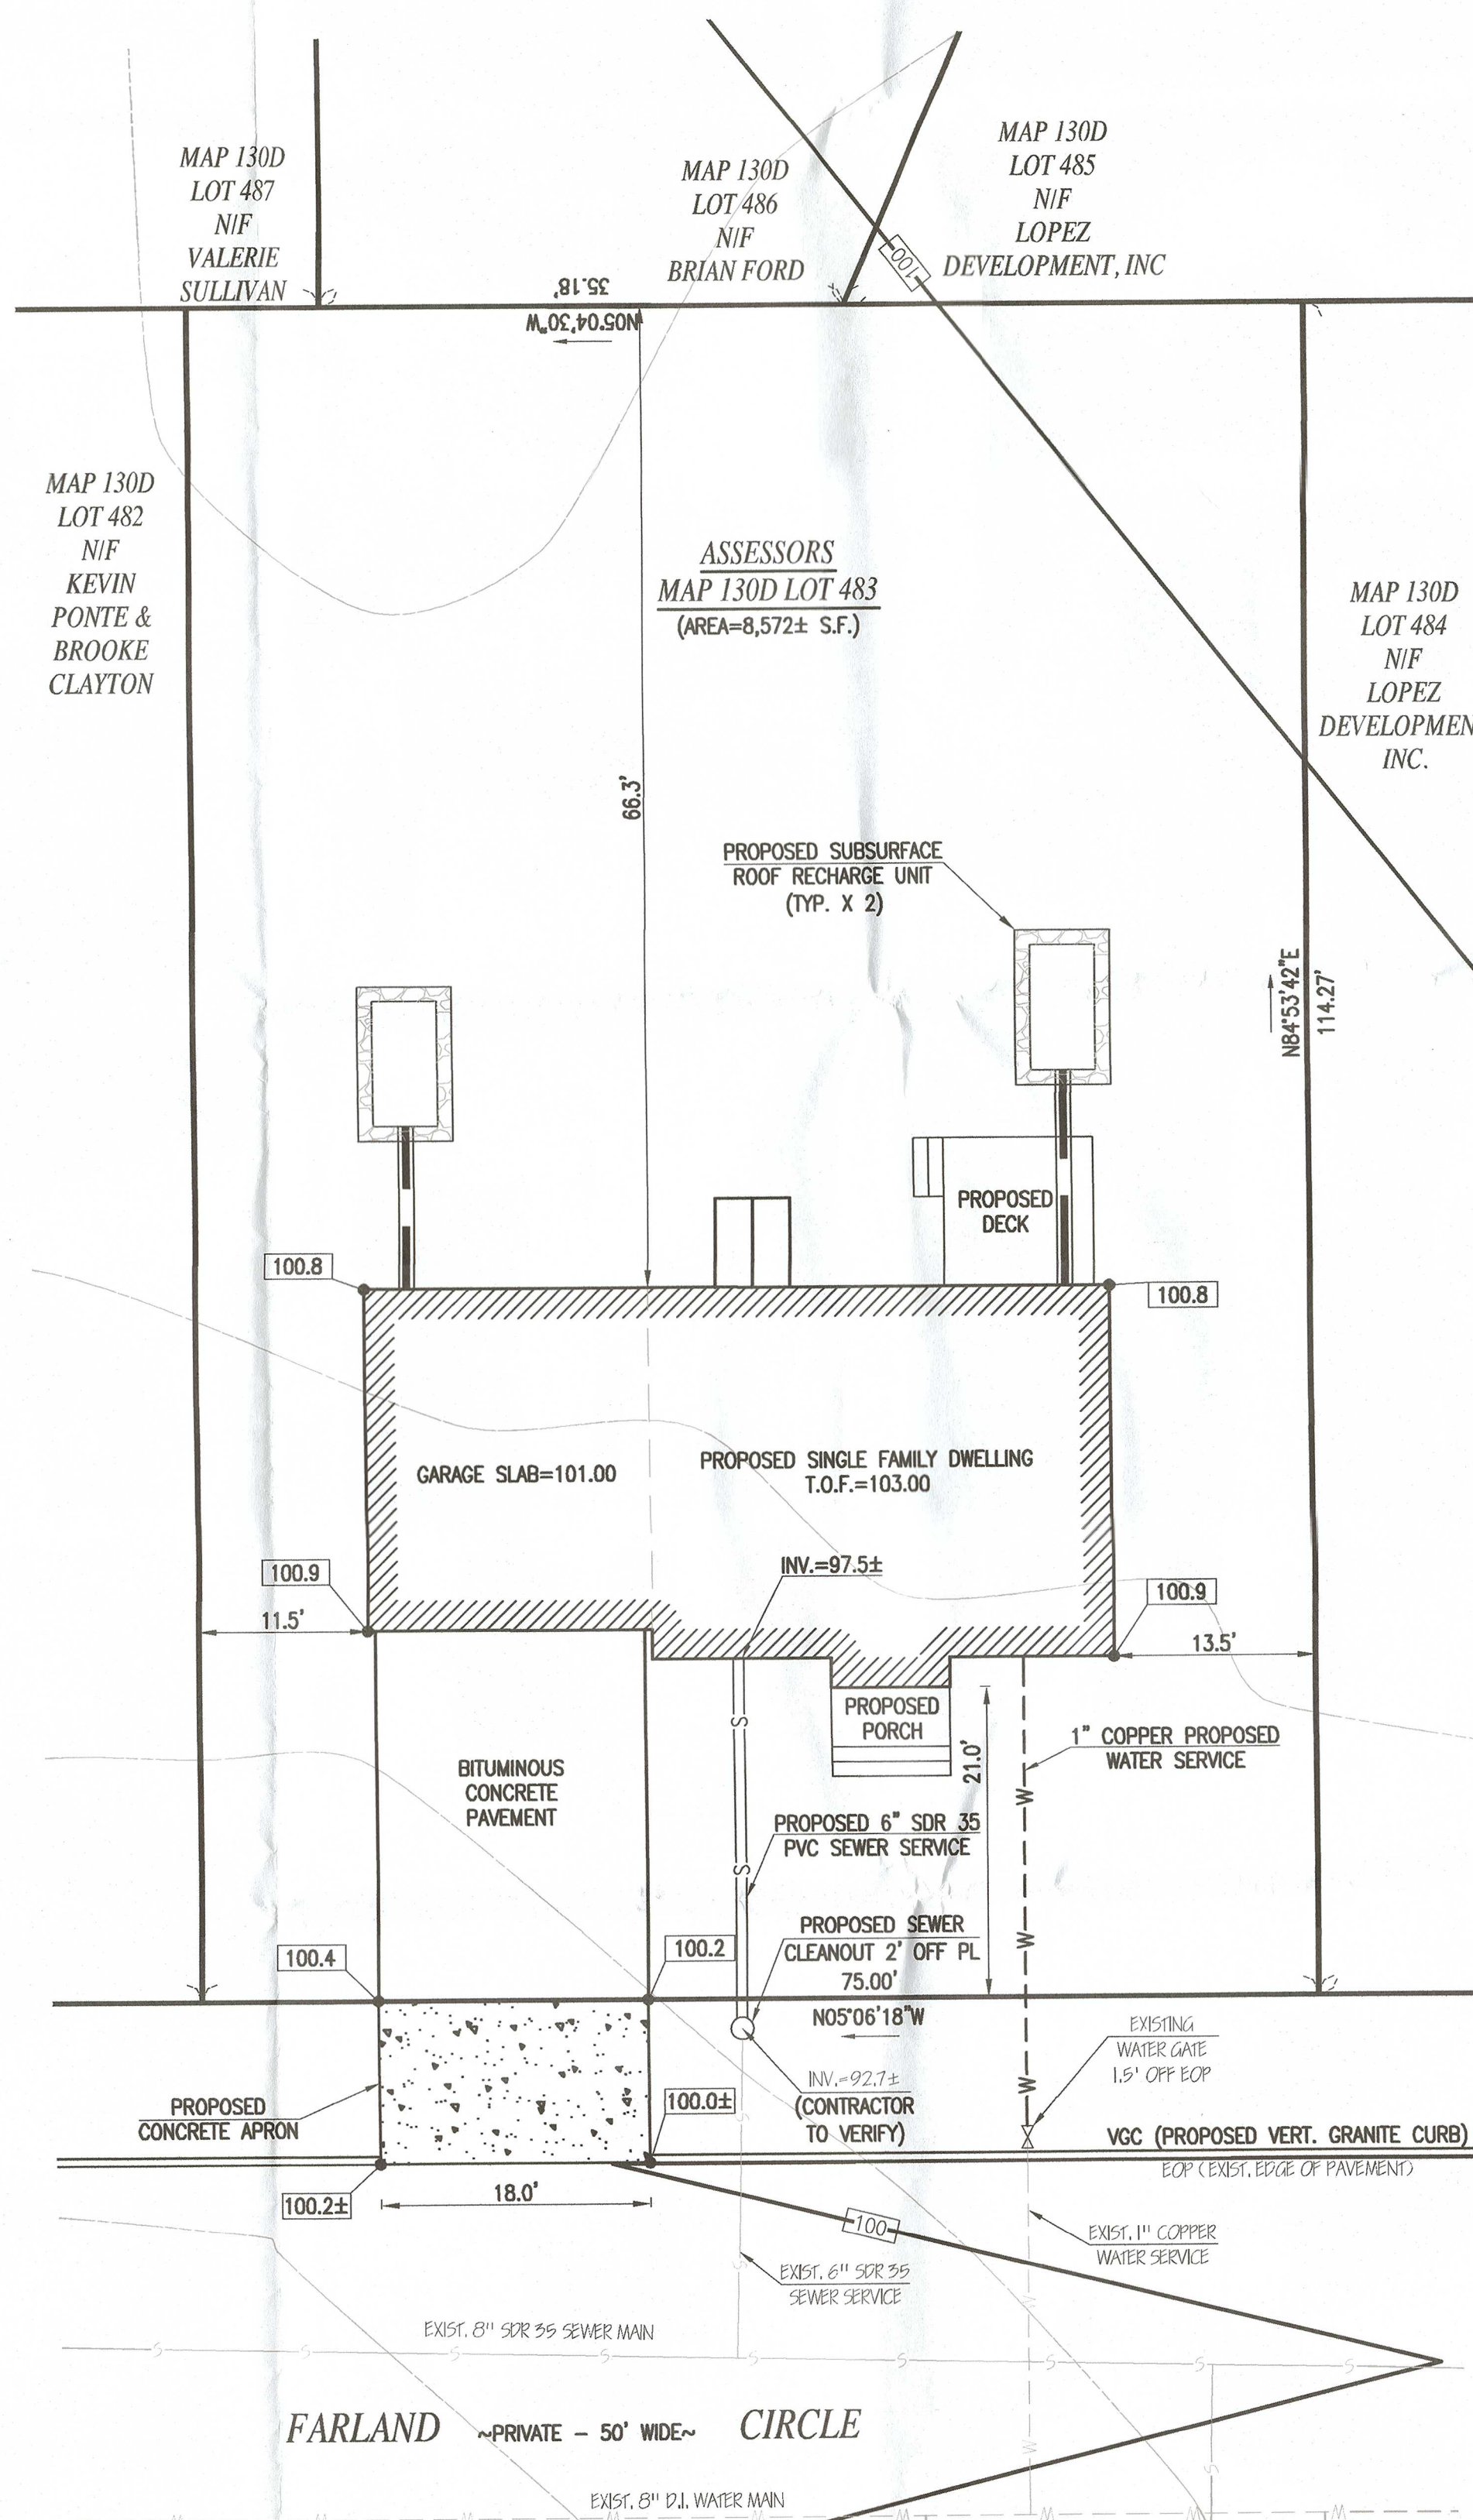 MAP 130D
LOT 487
N/F
VALERIE
SULLIVAN
MAP 130D
LOT 486
N/F
BRIAN FORD
MAP 130D
LOT 485
N/F
LOPEZ
DEVELOPMENT, INC
100
35.18'
N05°04'30"W
MAP 130D
LOT 482
N/F
KEVIN
PONTE &
BROOKE
CLAYTON
ASSESSORS
MAP 130D LOT 483
(AREA=8,572± S.F.)
MAP 130D
LOT 484
N/F
LOPEZ
DEVELOPMEN
INC.
66.3'
PROPOSED SUBSURFACE
ROOF RECHARGE UNIT
(TYP. X 2)
N84°53'42"E
114.27'
PROPOSED
DECK
100.8
100.8
GARAGE SLAB=101.00
PROPOSED SINGLE FAMILY DWELLING
T.O.F.=103.00
INV.=97.5±
100.9
100.9
11.5'
13.5'
PROPOSED
PORCH
21.0'
1" COPPER PROPOSED
WATER SERVICE
BITUMINOUS
CONCRETE
PAVEMENT
S
W
PROPOSED 6" SDR 35
PVC SEWER SERVICE
S
PROPOSED SEWER
CLEANOUT 2' OFF PL
W
100.4
100.2
75.00'
N05°06'18"W
EXISTING
WATER GATE
1.5' OFF EOP
W
INV.=92.7±
(CONTRACTOR
TO VERIFY)
PROPOSED
CONCRETE APRON
100.0±
VGC (PROPOSED VERT. GRANITE CURB)
EOP (EXIST. EDGE OF PAVEMENT)
100.2±
18.0'
100
EXIST. 1" COPPER
WATER SERVICE
EXIST. 6" SDR 35
SEWER SERVICE
S
W
EXIST. 8" SDR 35 SEWER MAIN
S S S S S S S S S
FARLAND ~PRIVATE - 50' WIDE~ CIRCLE
W
S
EXIST. 8" D.I. WATER MAIN
W W W W W